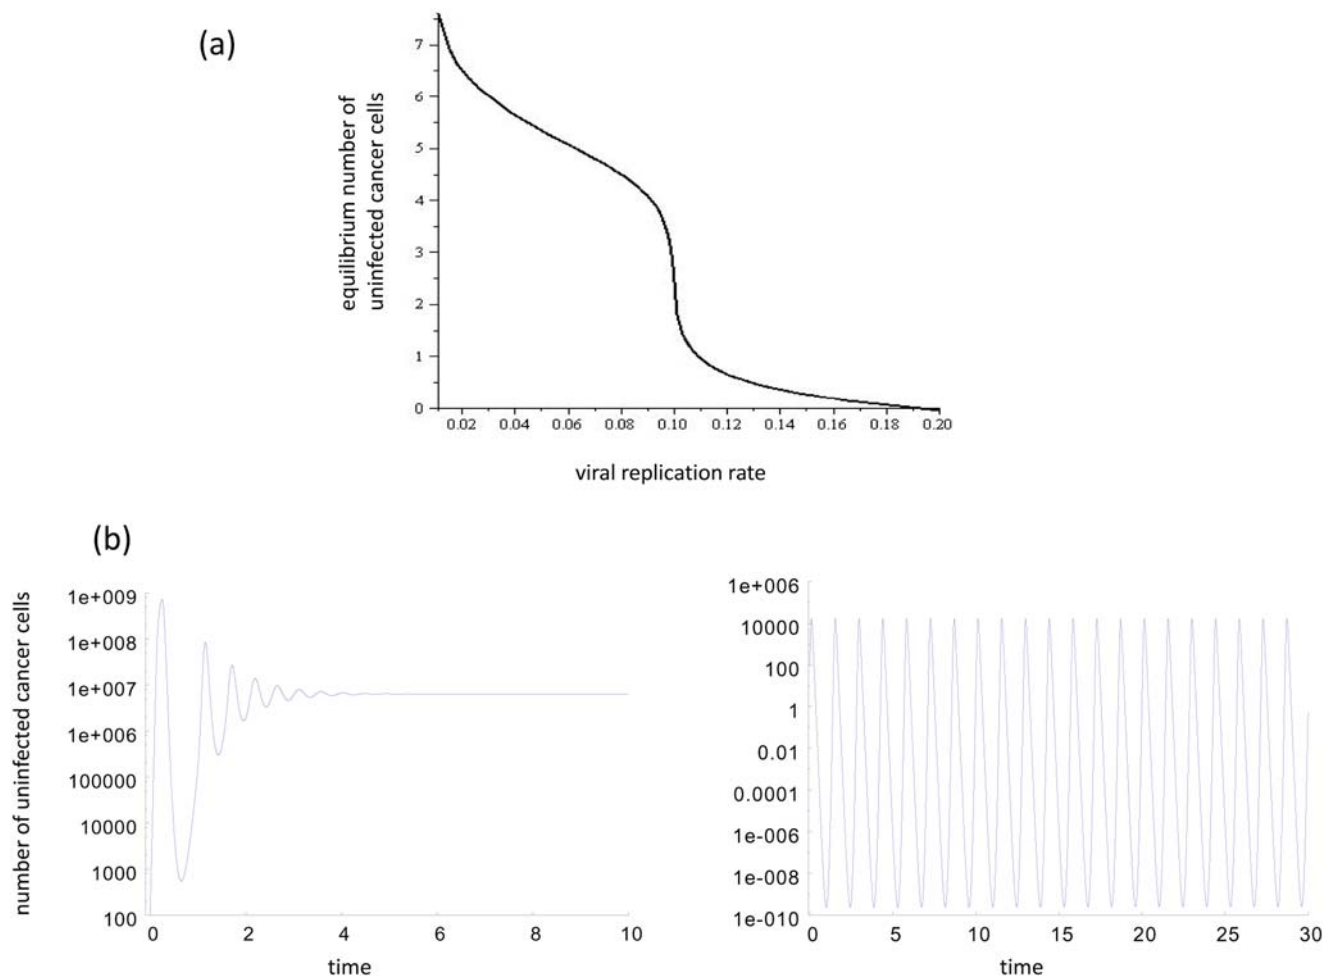 (a)
equilibrium number of
uninfected cancer cells
7
6
5
4
3
2
1
0
0.02 0.04 0.06 0.08 0.10 0.12 0.14 0.16 0.18 0.20
viral replication rate
(b)
number of uninfected cancer cells
1e+009
1e+008
1e+007
1e+006
100000
10000
1000
100
0 2 4 6 8 10
time
1e+006
10000
100
1
0.01
0.0001
1e-006
1e-008
1e-010
0 5 10 15 20 25 30
time